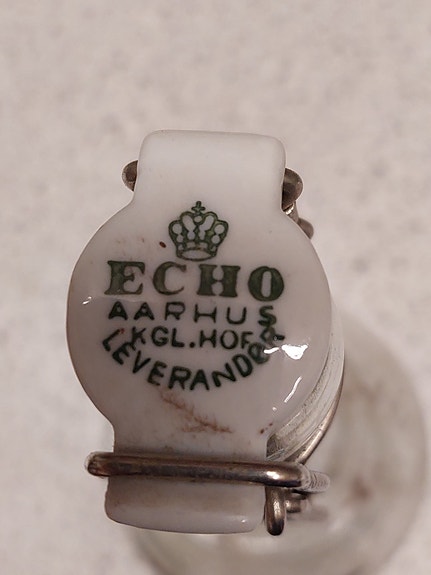 ECHO
AARHUS
KGL.HOF
LEVERANDØR